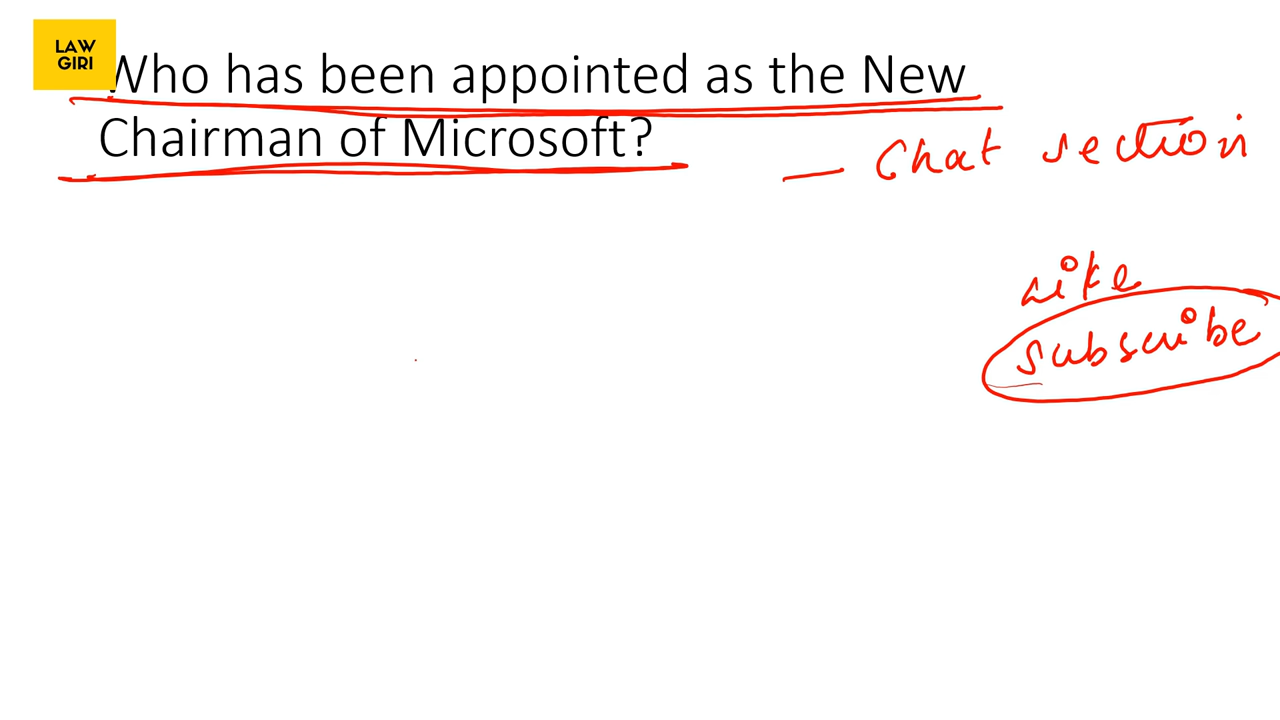 LAW
GIRI
Who has been appointed as the New
Chairman of Microsoft?
— Chat section
like
subscribe